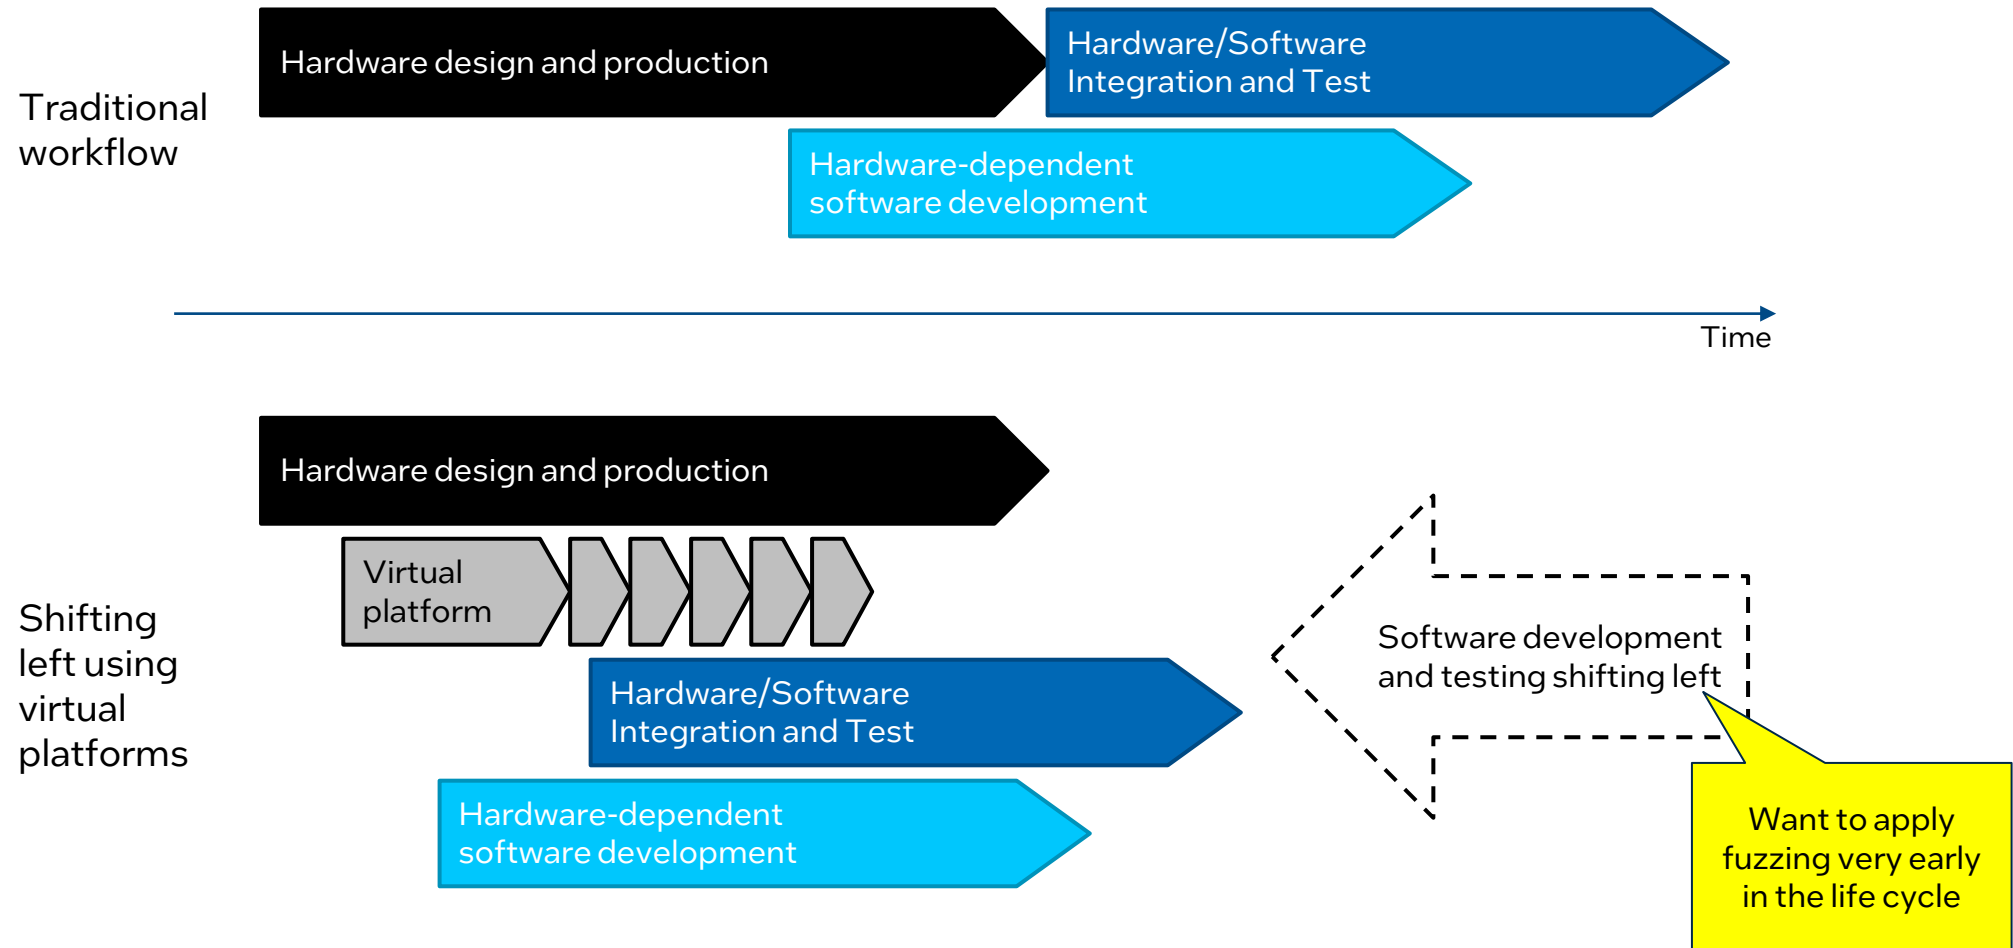 Traditional
workflow
Hardware design and production
Hardware/Software
Integration and Test
Hardware-dependent
software development
Time
Shifting
left using
virtual
platforms
Hardware design and production
Virtual
platform
Hardware/Software
Integration and Test
Hardware-dependent
software development
Software development
and testing shifting left
Want to apply
fuzzing very early
in the life cycle